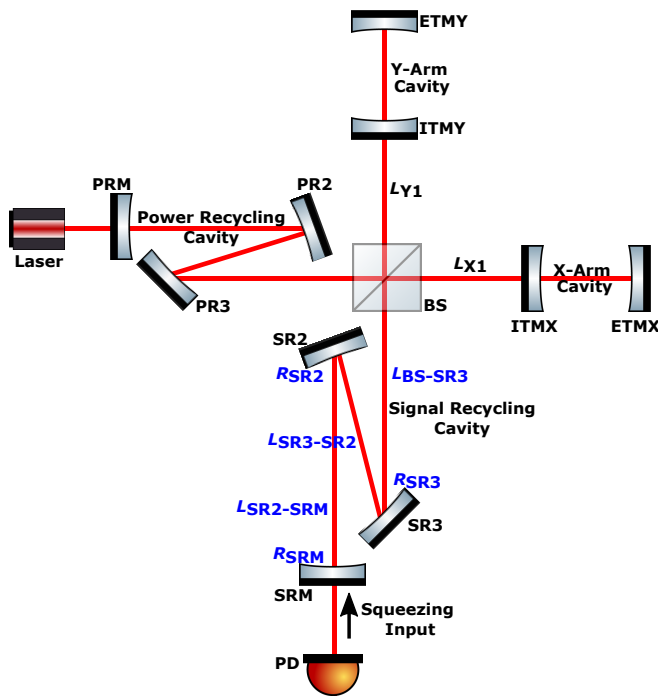 ETMY
Y-Arm
Cavity
ITMY
PRM
PR2
Power Recycling
Cavity
LY1
Laser
PR3
LX1
BS
X-Arm
Cavity
ITMX
ETMX
SR2
RSR2
LBS-SR3
Signal Recycling
Cavity
LSR3-SR2
RSR3
LSR2-SRM
SR3
RSRM
SRM
Squeezing
Input
PD